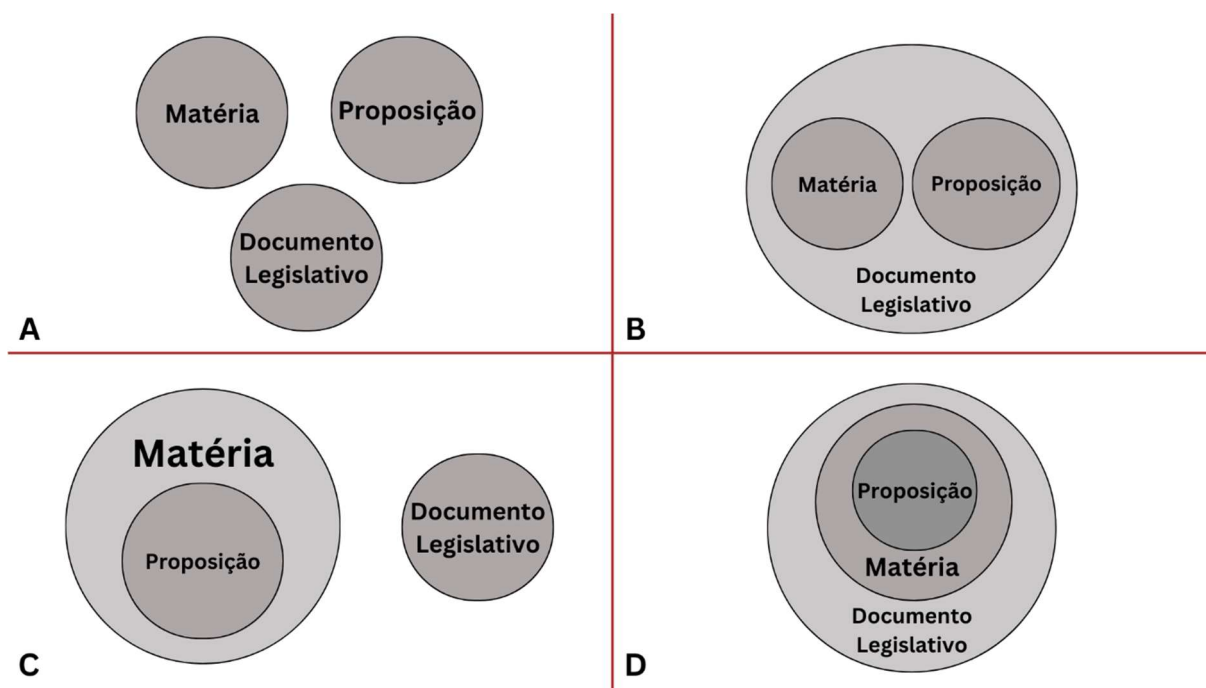 Matéria
Proposição
Documento
Legislativo
A
Matéria
Proposição
Documento
Legislativo
B
Matéria
Proposição
Documento
Legislativo
C
Proposição
Matéria
Documento
Legislativo
D